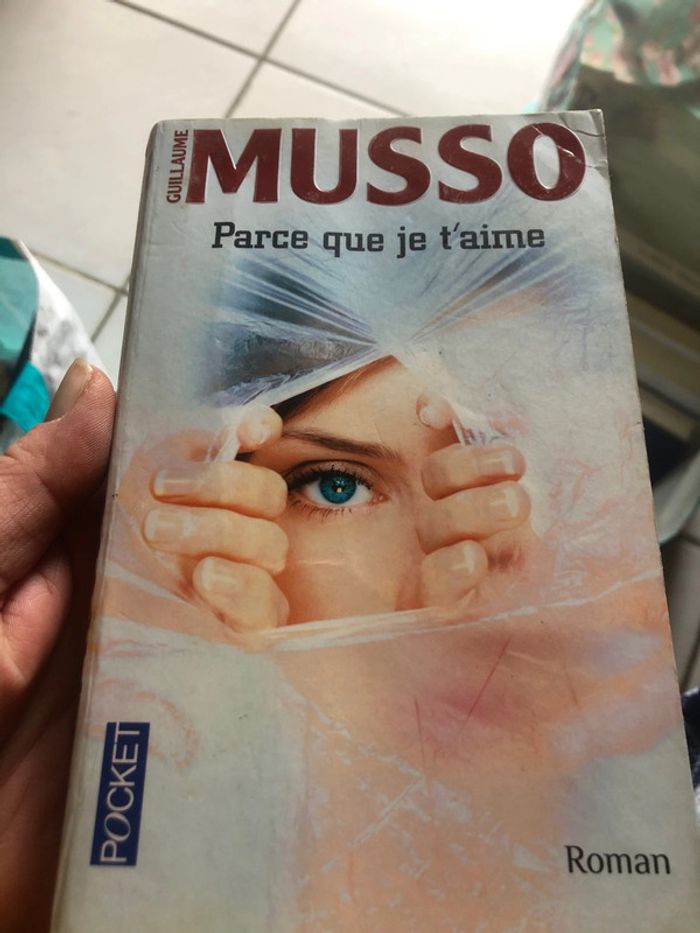 GUILLAUME
MUSSO
Parce que je t'aime
POCKET
Roman